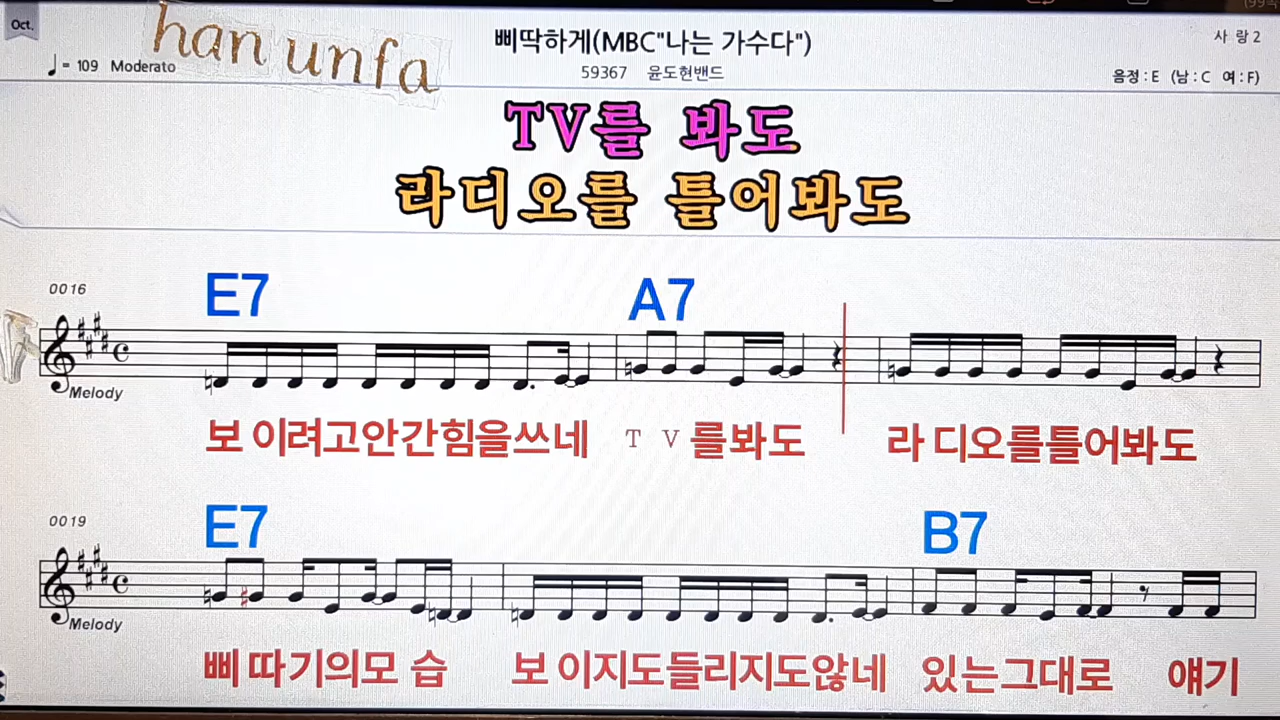 Oct.
han unfa
삐딱하게(MBC"나는 가수다")
사 랑 2
♩= 109 Moderato
59367 윤도현밴드
음정 : E (남 : C 여 : F)
TV를 봐도
라디오를 틀어봐도
0016
E7 A7
Melody
보 이려고안간힘을쓰네 T V 를봐도 라 디오를틀어봐도
0019
E7 B7
Melody
삐 따기의모 습 보 이지도들리지도않네 있는그대로 얘기